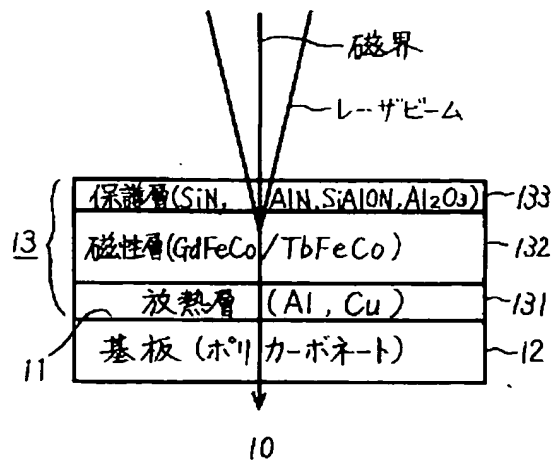 磁界
レーザビーム
保護層(SiN, AlN, SiAlON, Al2O3) 133
13
磁性層(GdFeCo/TbFeCo) 132
放熱層 (Al, Cu) 131
基板 (ポリカーボネート) 12
11
10